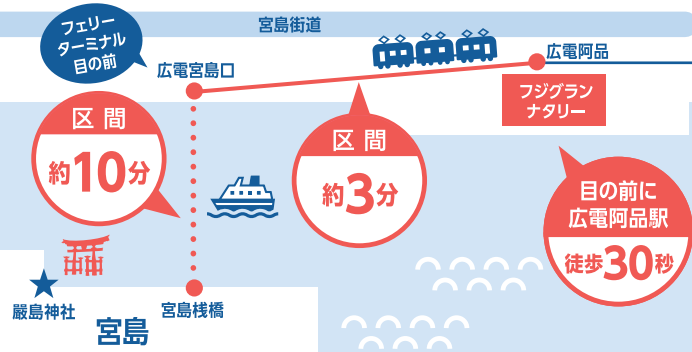 フェリー
ターミナル
目の前
宮島街道
広電宮島口
広電阿品
フジグラン
ナタリー
区間
約10分
区間
約3分
目の前に
広電阿品駅
徒歩30秒
嚴島神社
宮島桟橋
宮島